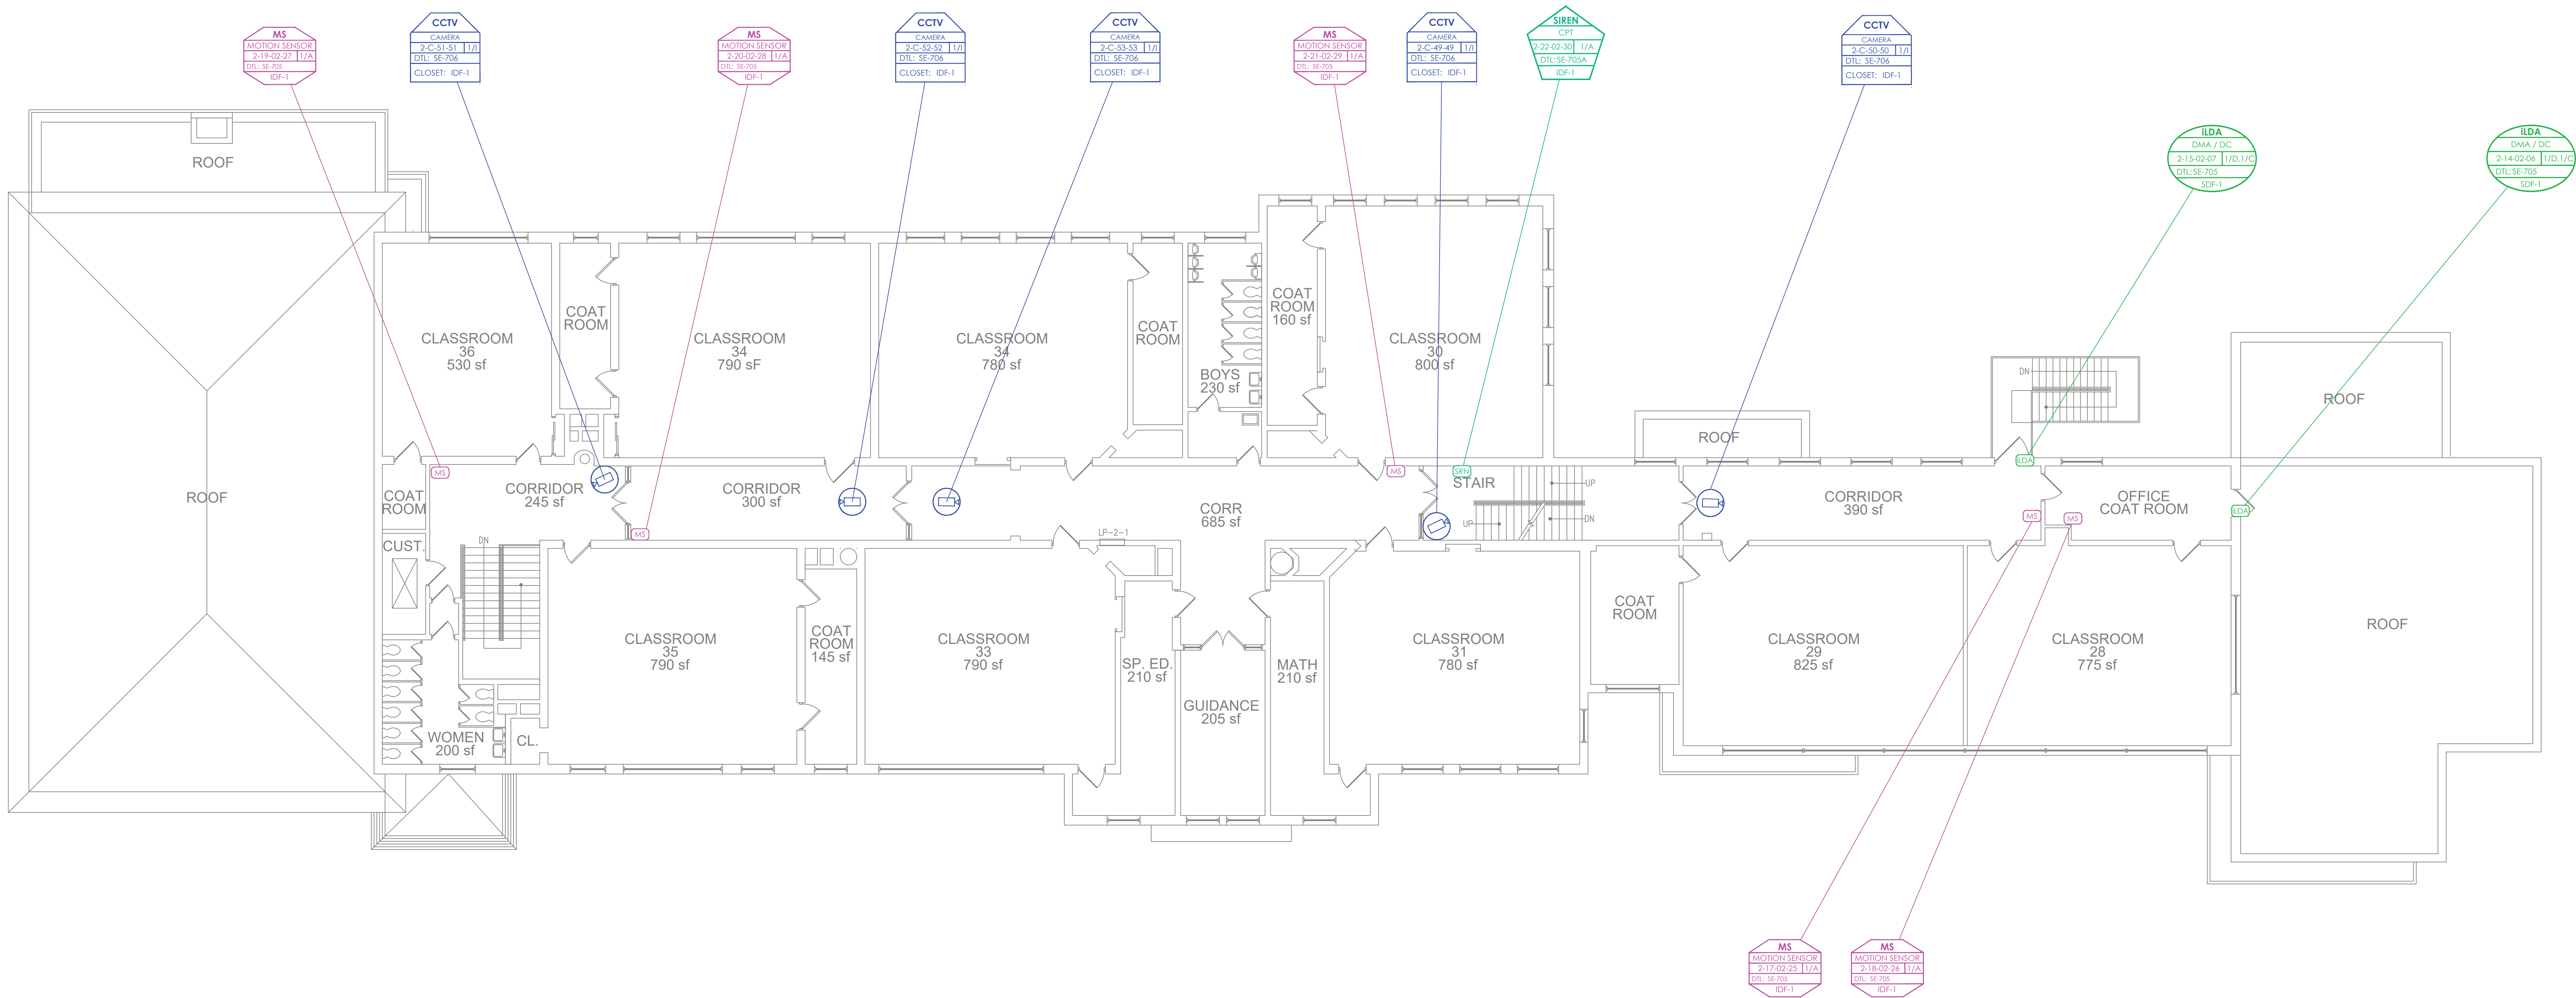 MS
MOTION SENSOR
2-19-02-27 1/A
DTL: SE-705
IDF-1
CCTV
CAMERA
2-C-51-51 1/I
DTL: SE-706
CLOSET: IDF-1
MS
MOTION SENSOR
2-20-02-28 1/A
DTL: SE-705
IDF-1
CCTV
CAMERA
2-C-52-52 1/I
DTL: SE-706
CLOSET: IDF-1
CCTV
CAMERA
2-C-53-53 1/I
DTL: SE-706
CLOSET: IDF-1
MS
MOTION SENSOR
2-21-02-29 1/A
DTL: SE-705
IDF-1
CCTV
CAMERA
2-C-49-49 1/I
DTL: SE-706
CLOSET: IDF-1
SIREN
CPT
2-22-02-30 1/A
DTL: SE-705A
IDF-1
CCTV
CAMERA
2-C-50-50 1/I
DTL: SE-706
CLOSET: IDF-1
iLDA
DMA / DC
2-15-02-07 1/D,1/C
DTL: SE-705
SDF-1
iLDA
DMA / DC
2-14-02-06 1/D,1/C
DTL: SE-705
SDF-1
ROOF
ROOF
CLASSROOM
36
530 sf
COAT
ROOM
CLASSROOM
34
790 sF
CLASSROOM
34
780 sf
COAT
ROOM
BOYS
230 sf
COAT
ROOM
160 sf
CLASSROOM
30
800 sf
ROOF
DN
ROOF
MS
CORRIDOR
245 sf
CORRIDOR
300 sf
MS
CORR
685 sf
MS
SRN
STAIR
UP
UP
DN
CORRIDOR
390 sf
iLDA
OFFICE
COAT ROOM
iLDA
MS
MS
COAT
ROOM
CUST.
DN
LP-2-1
CLASSROOM
35
790 sf
COAT
ROOM
145 sf
CLASSROOM
33
790 sf
SP. ED.
210 sf
GUIDANCE
205 sf
MATH
210 sf
CLASSROOM
31
780 sf
COAT
ROOM
CLASSROOM
29
825 sf
CLASSROOM
28
775 sf
ROOF
WOMEN
200 sf
CL.
MS
MOTION SENSOR
2-17-02-25 1/A
DTL: SE-705
IDF-1
MS
MOTION SENSOR
2-18-02-26 1/A
DTL: SE-705
IDF-1